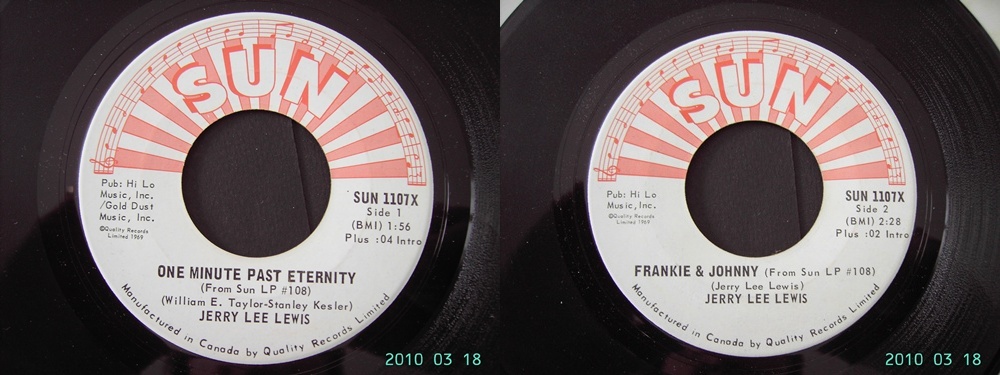 SUN
Pub: Hi Lo
Music, Inc.
/Gold Dust
Music, Inc.
©Quality Records
Limited 1969
SUN 1107X
Side 1
(BMI) 1:56
Plus :04 Intro
ONE MINUTE PAST ETERNITY
(From Sun LP #108)
(William E. Taylor-Stanley Kesler)
JERRY LEE LEWIS
Manufactured in Canada by Quality Records Limited
2010 03 18
SUN
Pub: Hi Lo
Music, Inc.
©Quality Records
Limited 1969
SUN 1107X
Side 2
(BMI) 2:28
Plus :02 Intro
FRANKIE & JOHNNY (From Sun LP #108)
(Jerry Lee Lewis)
JERRY LEE LEWIS
Manufactured in Canada by Quality Records Limited
2010 03 18